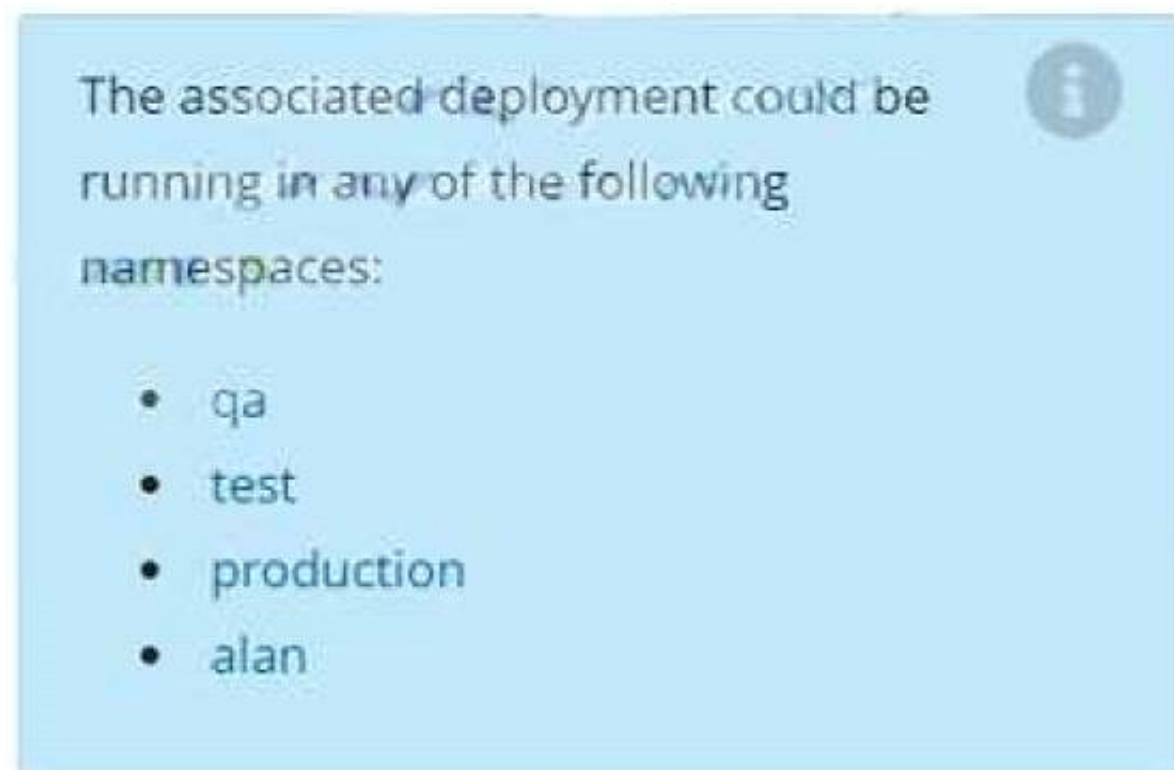 The associated deployment could be
running in any of the following
namespaces:
• qa
• test
• production
• alan